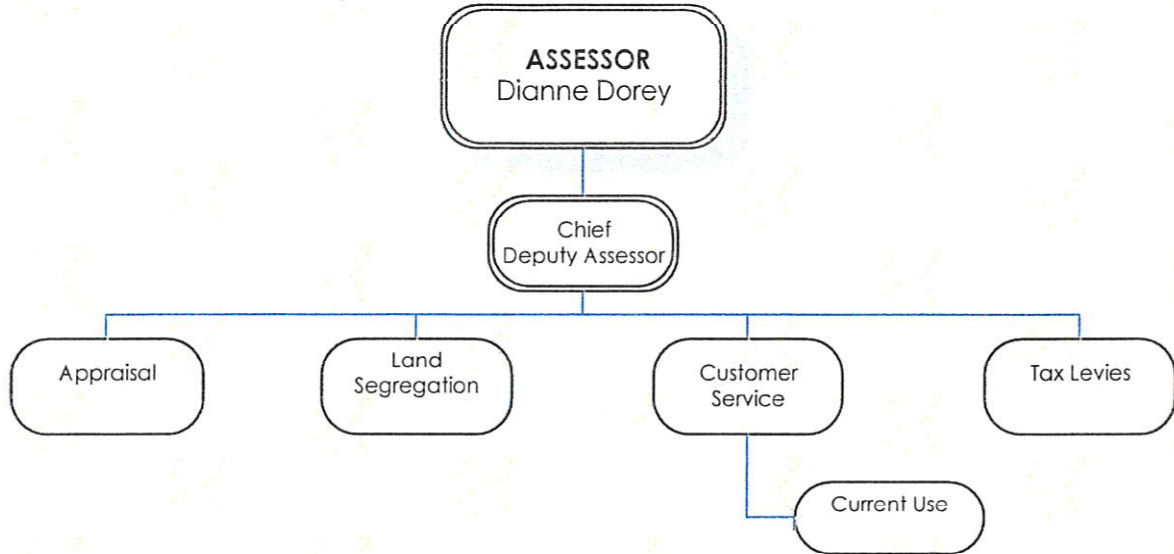 ASSESSOR
Dianne Dorey
Chief
Deputy Assessor
Appraisal
Land
Segregation
Customer
Service
Tax Levies
Current Use